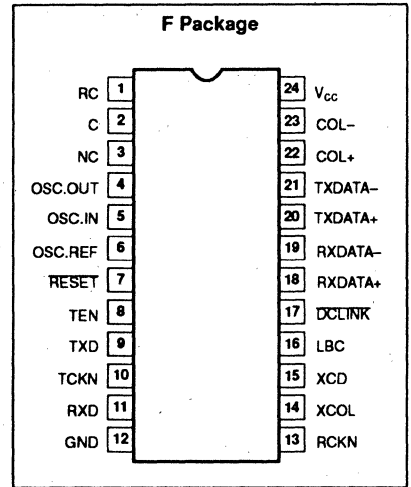 F Package
RC 1
C 2
NC 3
OSC.OUT 4
OSC.IN 5
OSC.REF 6
RESET 7
TEN 8
TXD 9
TCKN 10
RXD 11
GND 12
24 Vcc
23 COL–
22 COL+
21 TXDATA–
20 TXDATA+
19 RXDATA–
18 RXDATA+
17 DCLINK
16 LBC
15 XCD
14 XCOL
13 RCKN